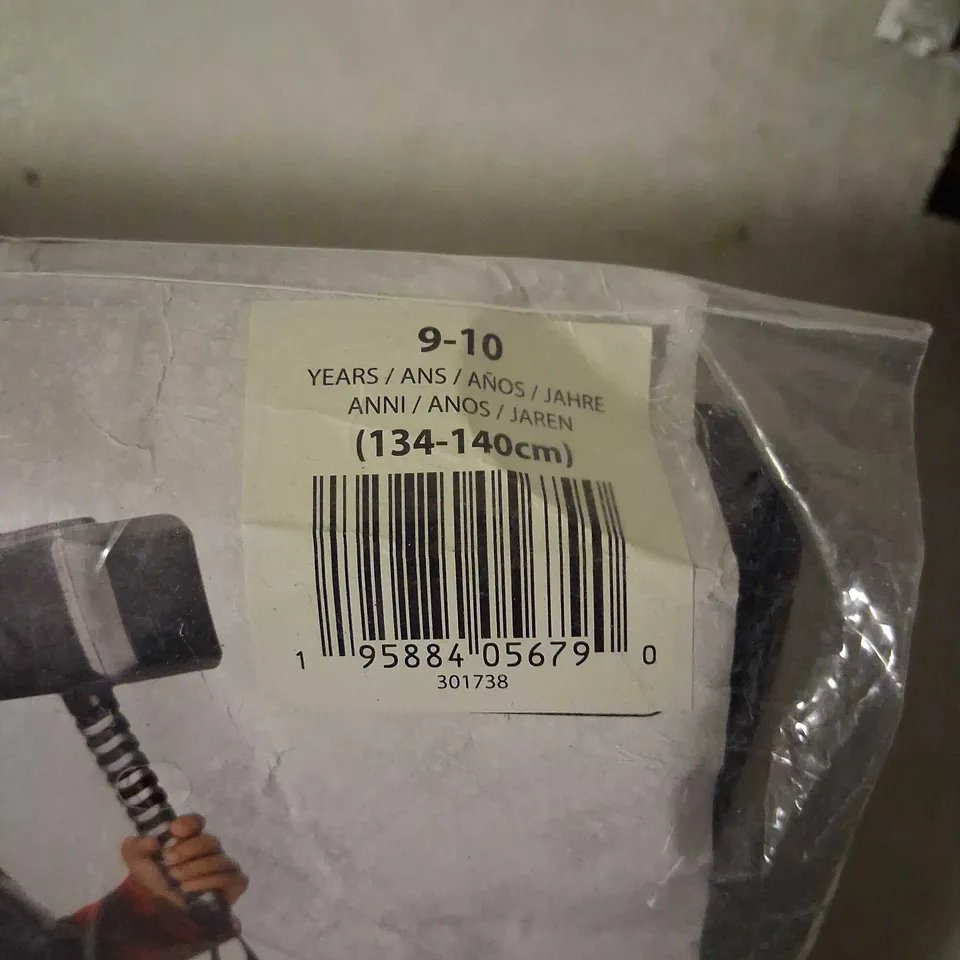 9-10
YEARS / ANS / AÑOS / JAHRE
ANNI / ANOS / JAREN
(134-140cm)
1 95884 05679 0
301738